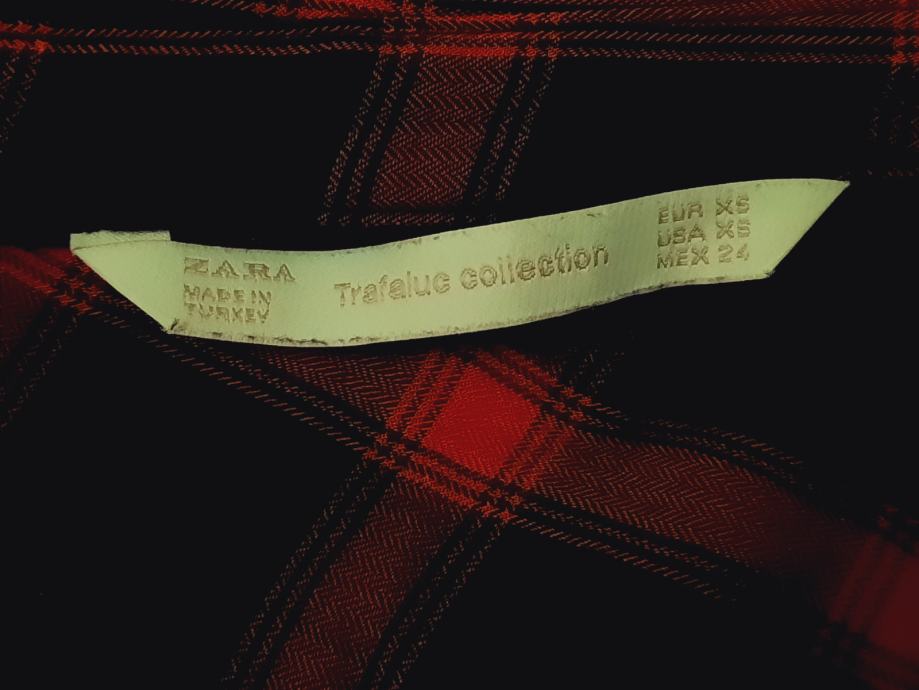 ZARA
MADE IN
TURKEY
Trafaluc collection
EUR XS
USA XS
MEX 24